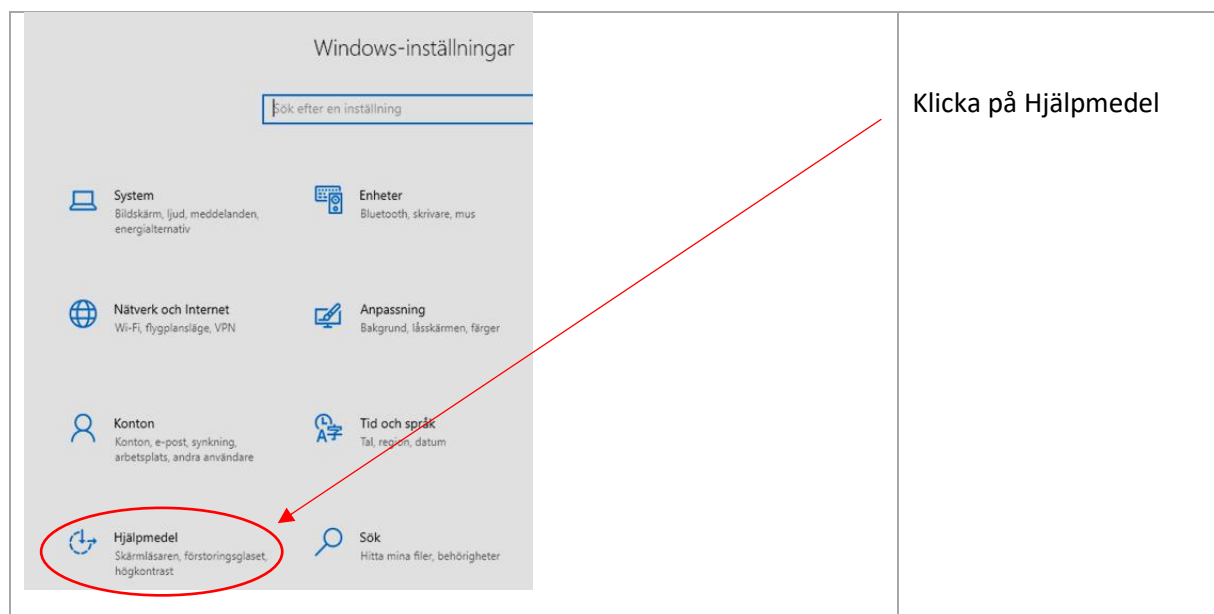 Windows-inställningar
Sök efter en inställning
System
Bildskärm, ljud, meddelanden,
energialternativ
Enheter
Bluetooth, skrivare, mus
Nätverk och Internet
Wi-Fi, flygplansläge, VPN
Anpassning
Bakgrund, låsskärmen, färger
Konton
Konton, e-post, synkning,
arbetsplats, andra användare
Tid och språk
Tal, region, datum
Hjälpmedel
Skärmläsaren, förstoringsglaset,
högkontrast
Sök
Hitta mina filer, behörigheter
Klicka på Hjälpmedel